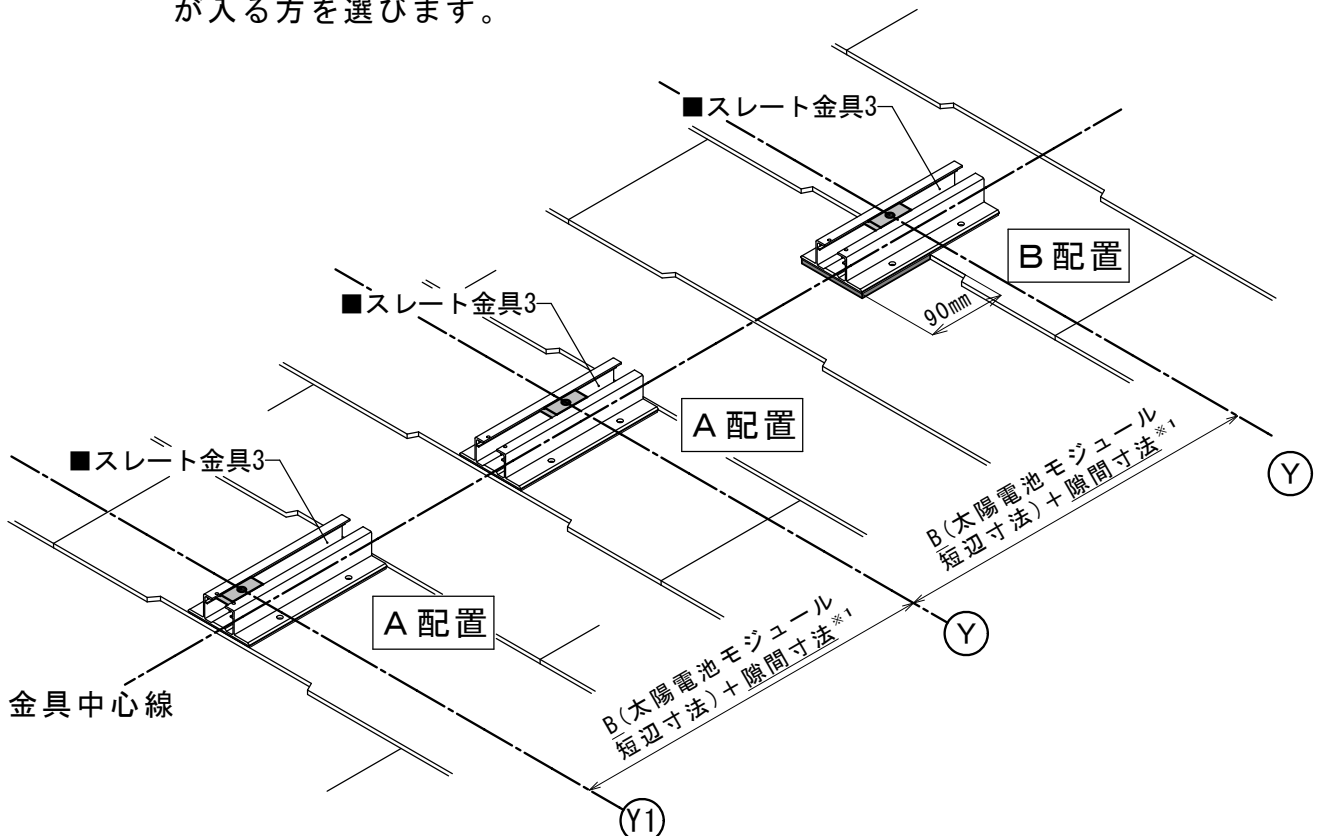 が入る方を選びます。
■スレート金具3
B配置
90mm
■スレート金具3
A配置
■スレート金具3
A配置
B(太陽電池モジュール
短辺寸法)+隙間寸法※1
Y
B(太陽電池モジュール
短辺寸法)+隙間寸法※1
Y
金具中心線
Y1